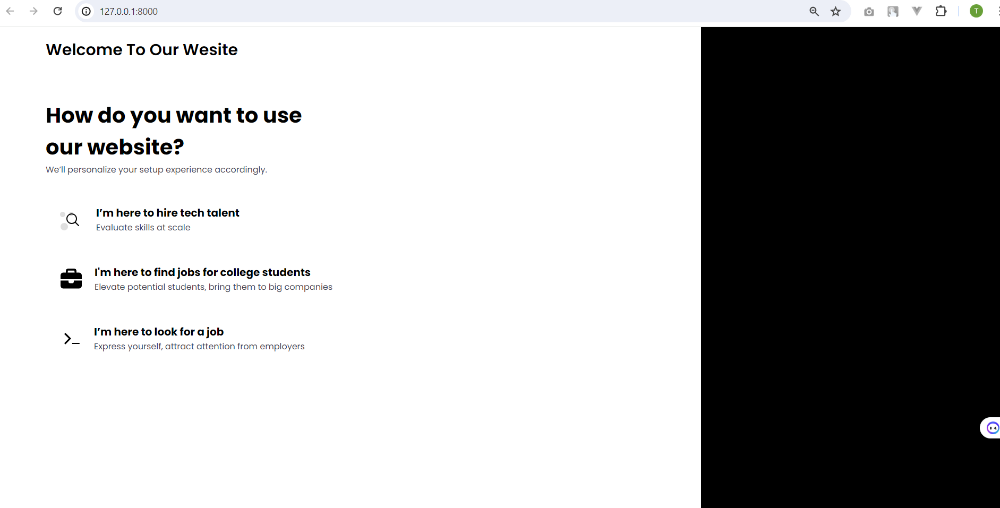 127.0.0.1:8000
T
Welcome To Our Wesite
How do you want to use
our website?
We’ll personalize your setup experience accordingly.
I’m here to hire tech talent
Evaluate skills at scale
I'm here to find jobs for college students
Elevate potential students, bring them to big companies
I’m here to look for a job
Express yourself, attract attention from employers